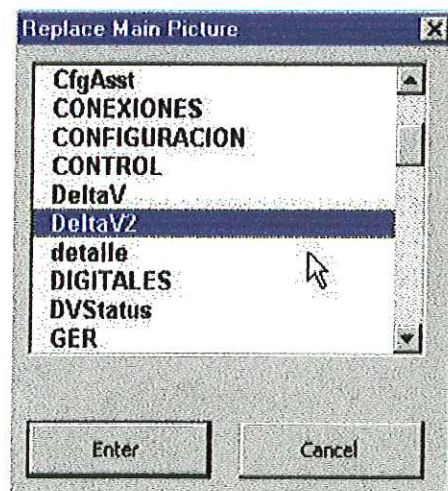 Replace Main Picture
CfgAsst
CONEXIONES
CONFIGURACION
CONTROL
DeltaV
DeltaV2
detalle
DIGITALES
DVStatus
GER
Enter
Cancel